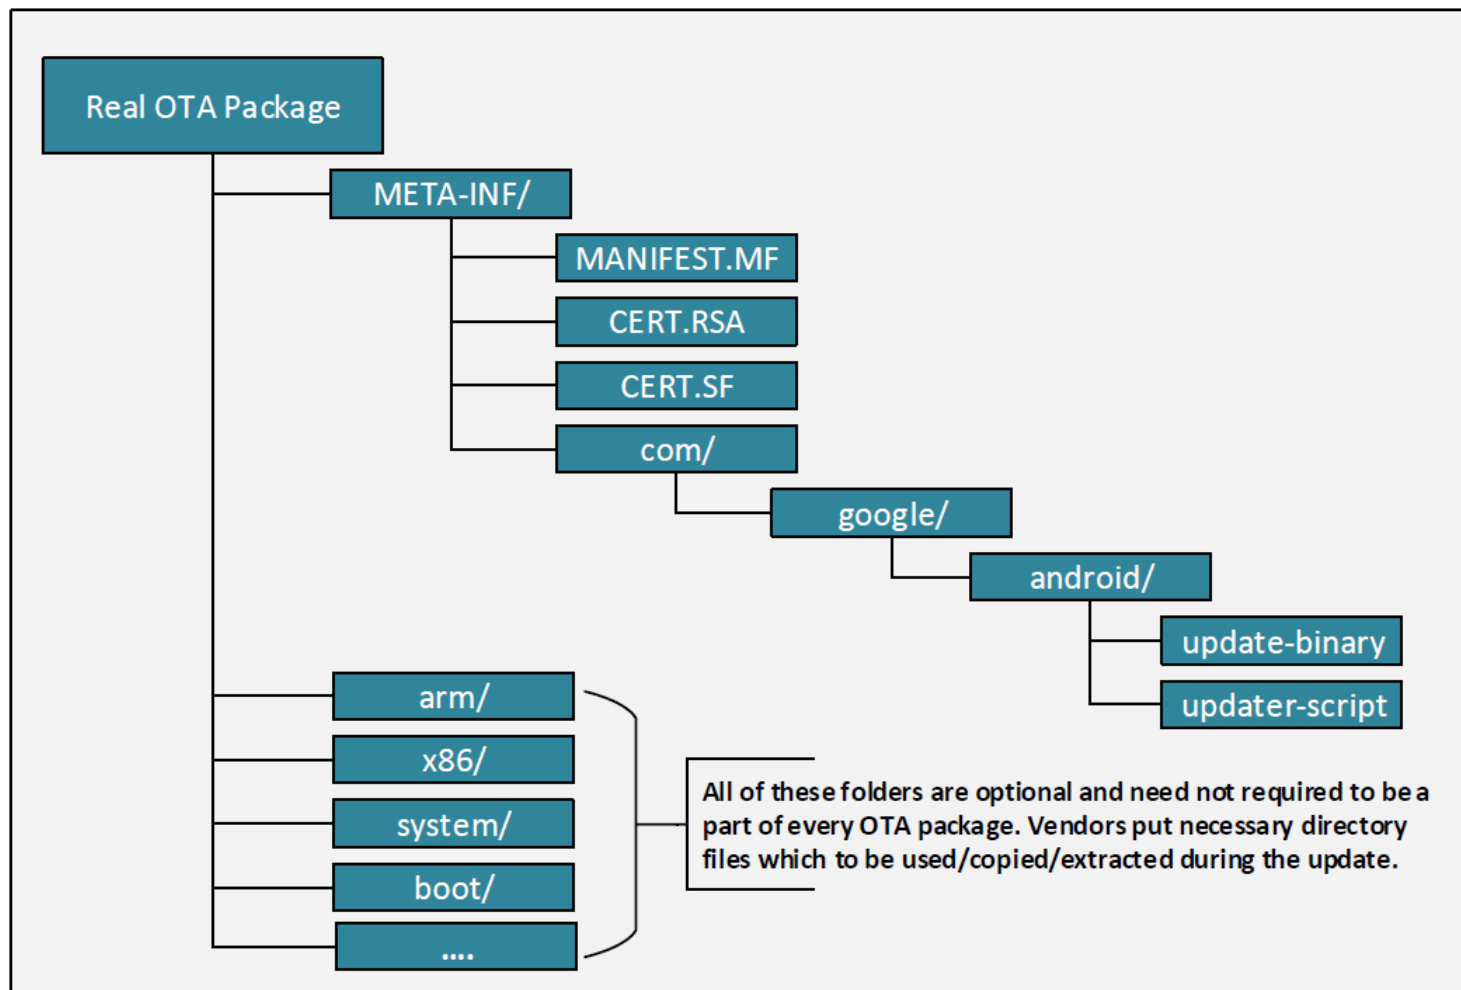 Real OTA Package
META-INF/
MANIFEST.MF
CERT.RSA
CERT.SF
com/
google/
android/
update-binary
updater-script
arm/
x86/
system/
boot/
....
All of these folders are optional and need not required to be a
part of every OTA package. Vendors put necessary directory
files which to be used/copied/extracted during the update.